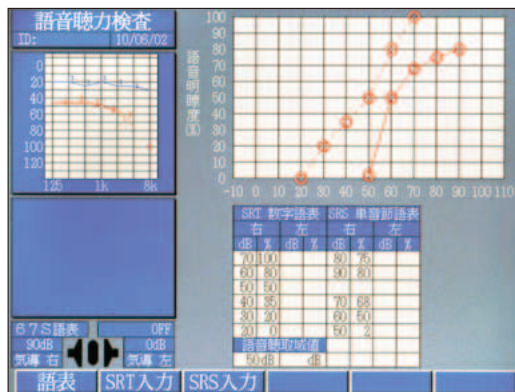 語音聴力検査
ID: 10/06/02
0
20
40
60
80
100
120
125 1k 8k
語音明瞭度(%)
100
90
80
70
60
50
40
30
20
10
0
-10 0 10 20 30 40 50 60 70 80 90 100 110
SRT 数字語表 SRS 単音節語表
右 左 右 左
dB % dB % dB % dB %
70 100 80 75
60 80 90 80
50 50
40 35 70 68
30 20 60 50
20 0 50 2
語音聴取域値
50dB dB
67S語表 OFF
90dB 0dB
気導 右 気導 左
語表 SRT入力 SRS入力